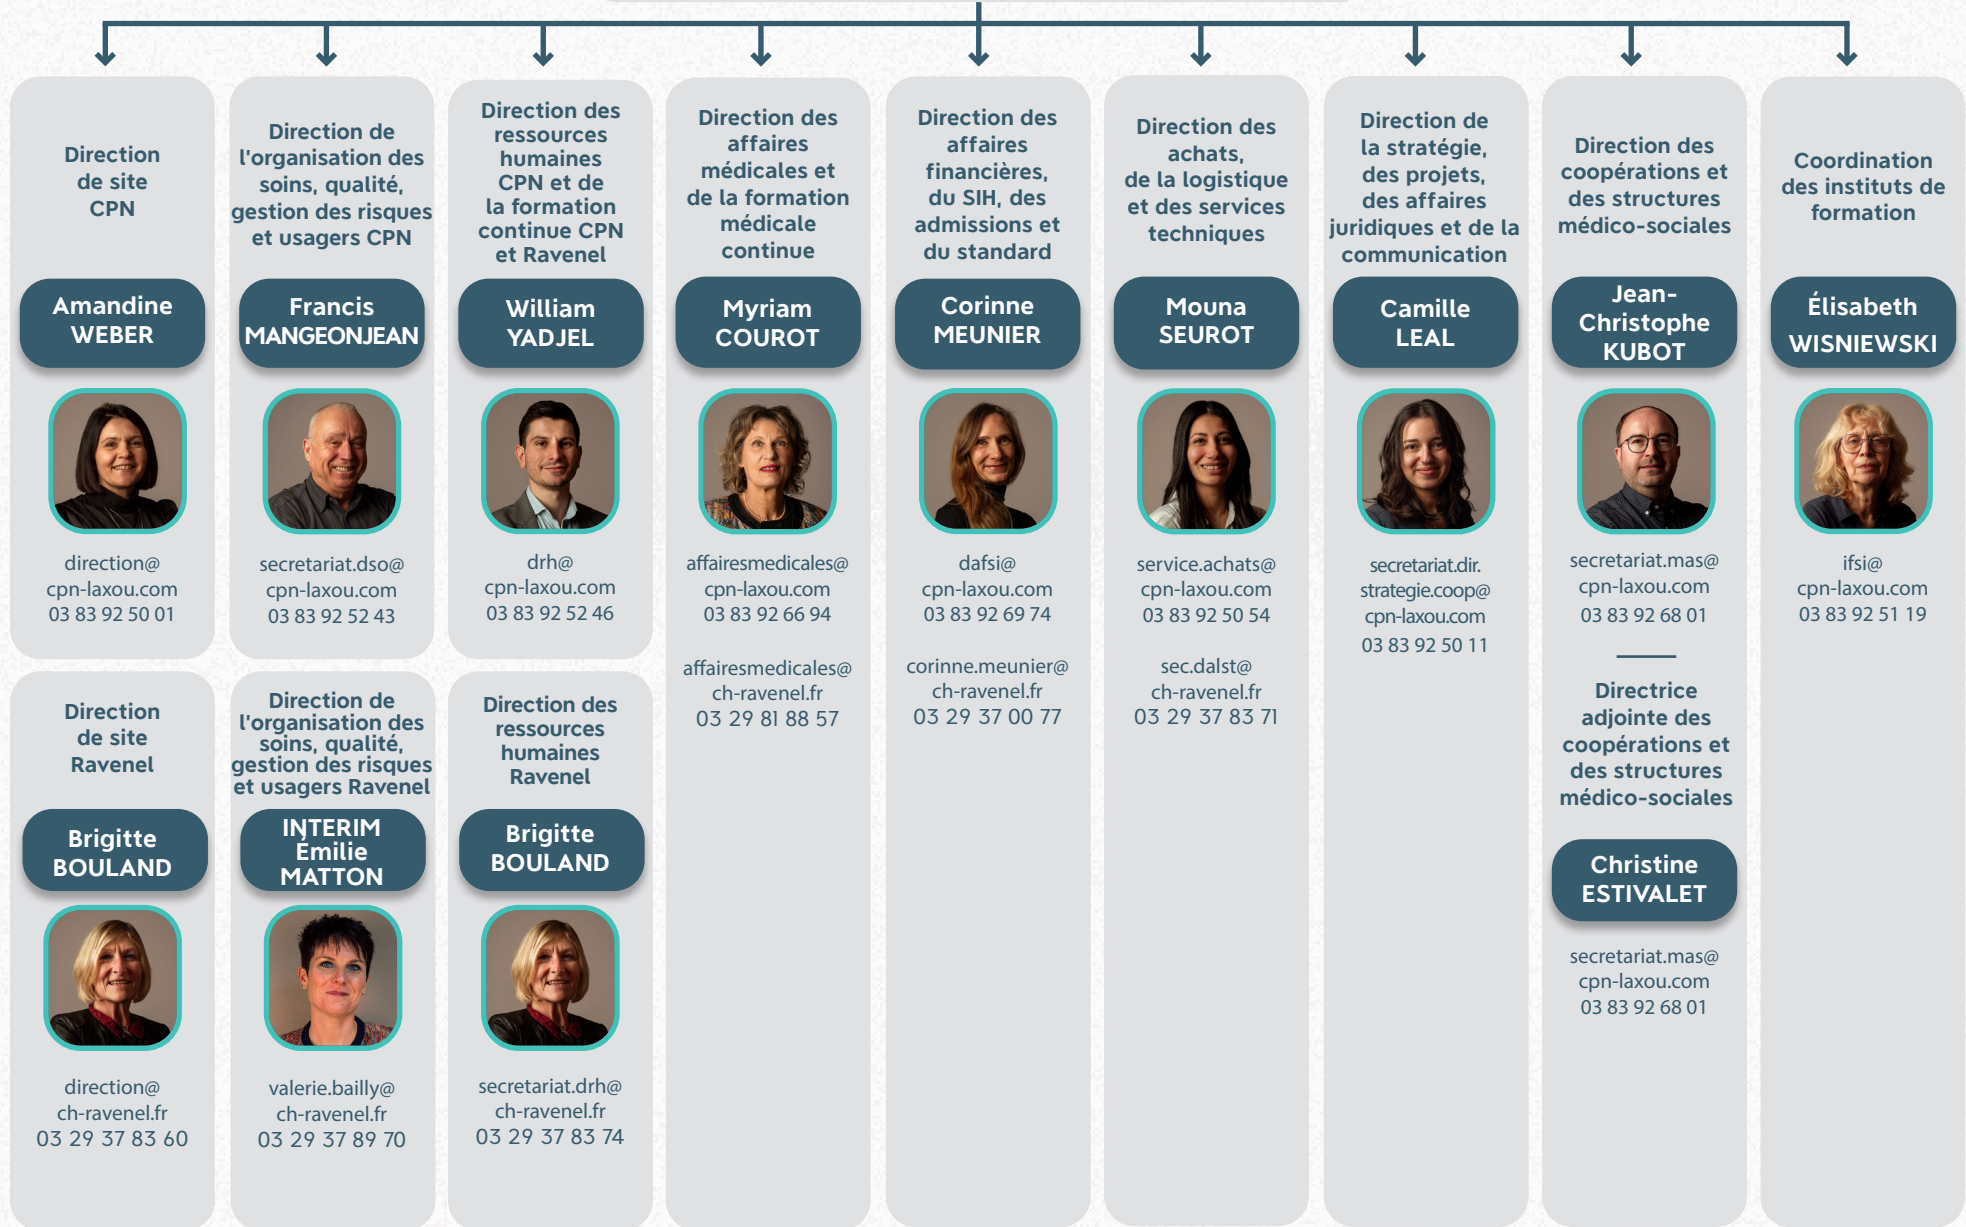 Direction
de site
CPN
Amandine
WEBER
direction@
cpn-laxou.com
03 83 92 50 01
Direction de
l'organisation des
soins, qualité,
gestion des risques
et usagers CPN
Francis
MANGEONJEAN
secretariat.dso@
cpn-laxou.com
03 83 92 52 43
Direction des
ressources
humaines
CPN et de
la formation
continue CPN
et Ravenel
William
YADJEL
drh@
cpn-laxou.com
03 83 92 52 46
Direction des
affaires
médicales et
de la formation
médicale
continue
Myriam
COUROT
affairesmedicales@
cpn-laxou.com
03 83 92 66 94
affairesmedicales@
ch-ravenel.fr
03 29 81 88 57
Direction des
affaires
financières,
du SIH, des
admissions et
du standard
Corinne
MEUNIER
dafsi@
cpn-laxou.com
03 83 92 69 74
corinne.meunier@
ch-ravenel.fr
03 29 37 00 77
Direction des
achats,
de la logistique
et des services
techniques
Mouna
SEUROT
service.achats@
cpn-laxou.com
03 83 92 50 54
sec.dalst@
ch-ravenel.fr
03 29 37 83 71
Direction de
la stratégie,
des projets,
des affaires
juridiques et de la
communication
Camille
LEAL
secretariat.dir.
strategie.coop@
cpn-laxou.com
03 83 92 50 11
Direction des
coopérations et
des structures
médico-sociales
Jean-
Christophe
KUBOT
secretariat.mas@
cpn-laxou.com
03 83 92 68 01
Directrice
adjointe des
coopérations et
des structures
médico-sociales
Christine
ESTIVALET
secretariat.mas@
cpn-laxou.com
03 83 92 68 01
Coordination
des instituts de
formation
Élisabeth
WISNIEWSKI
ifsi@
cpn-laxou.com
03 83 92 51 19
Direction
de site
Ravenel
Brigitte
BOULAND
direction@
ch-ravenel.fr
03 29 37 83 60
Direction de
l'organisation des
soins, qualité,
gestion des risques
et usagers Ravenel
INTERIM
Émilie
MATTON
valerie.bailly@
ch-ravenel.fr
03 29 37 89 70
Direction des
ressources
humaines
Ravenel
Brigitte
BOULAND
secretariat.drh@
ch-ravenel.fr
03 29 37 83 74